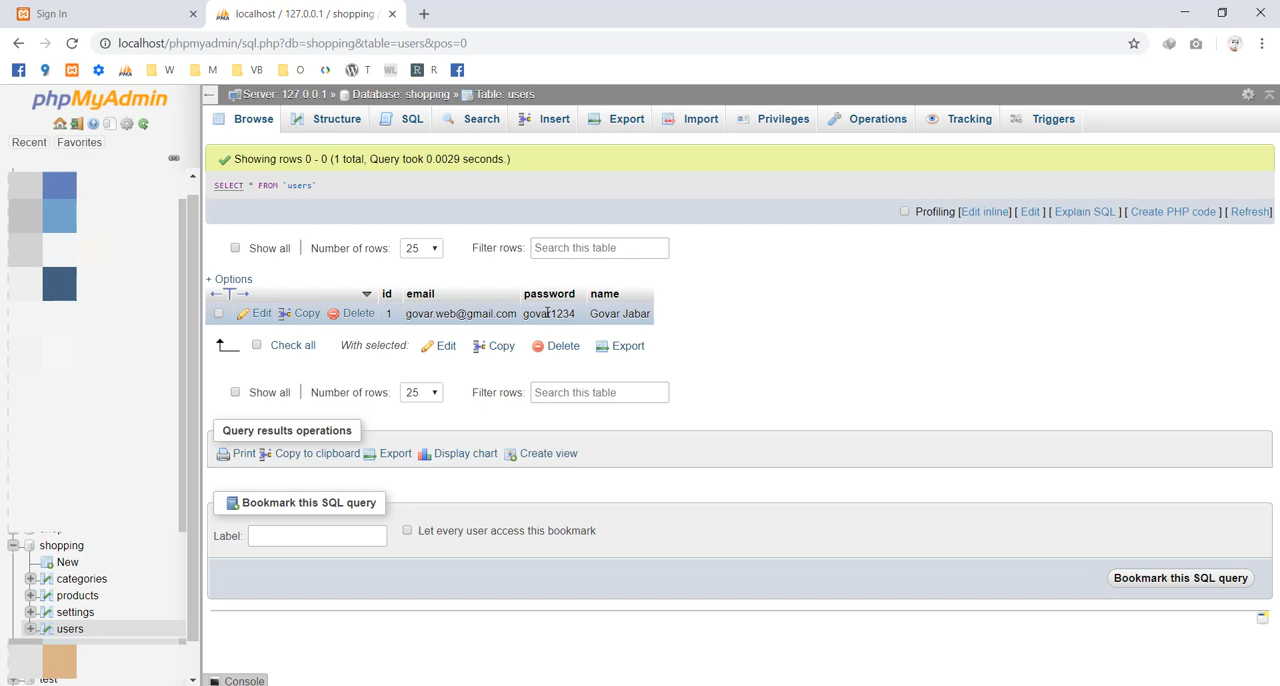 Sign In
localhost / 127.0.0.1 / shopping
localhost/phpmyadmin/sql.php?db=shopping&table=users&pos=0
PMA W M VB O T WL R R
phpMyAdmin
Recent Favorites
shopping
New
categories
products
settings
users
test
Server: 127.0.0.1 » Database: shopping » Table: users
Browse Structure SQL Search Insert Export Import Privileges Operations Tracking Triggers
Showing rows 0 - 0 (1 total, Query took 0.0029 seconds.)
SELECT * FROM `users`
Profiling [Edit inline] [ Edit ] [ Explain SQL ] [ Create PHP code ] [ Refresh]
Show all Number of rows: 25 Filter rows: Search this table
+ Options
←T→ id email password name
Edit Copy Delete 1 govar.web@gmail.com govar1234 Govar Jabar
Check all With selected: Edit Copy Delete Export
Show all Number of rows: 25 Filter rows: Search this table
Query results operations
Print Copy to clipboard Export Display chart Create view
Bookmark this SQL query
Label: Let every user access this bookmark
Bookmark this SQL query
Console